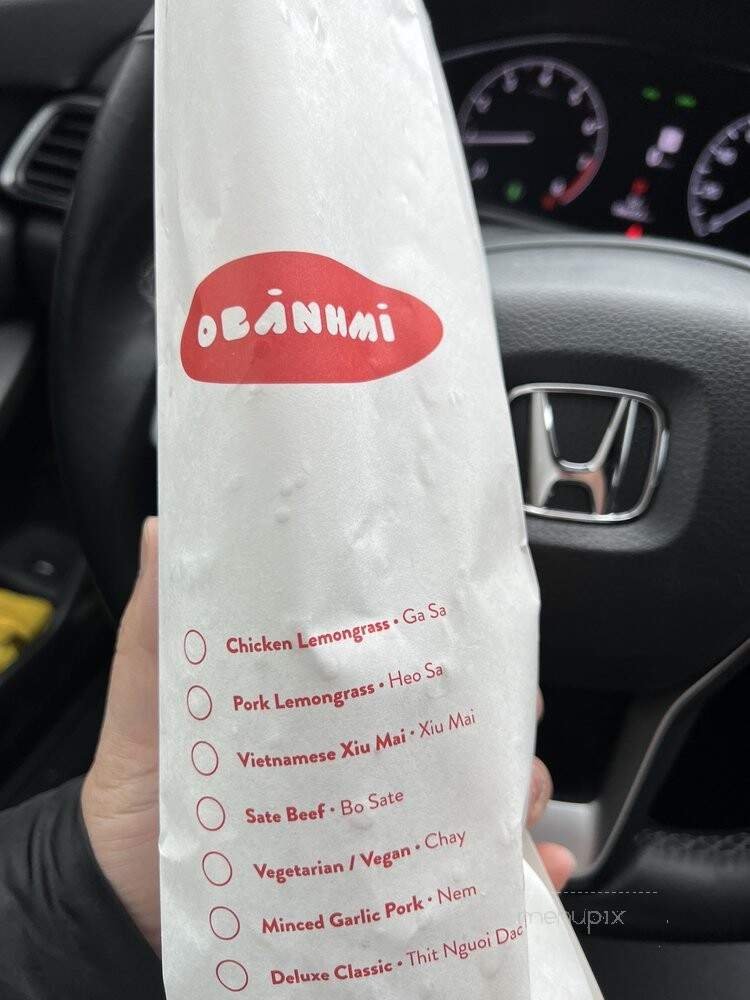 OBÁNHMI
Chicken Lemongrass • Ga Sa
Pork Lemongrass • Heo Sa
Vietnamese Xiu Mai • Xiu Mai
Sate Beef • Bo Sate
Vegetarian / Vegan • Chay
Minced Garlic Pork • Nem
Deluxe Classic • Thit Nguoi Dac
menupix